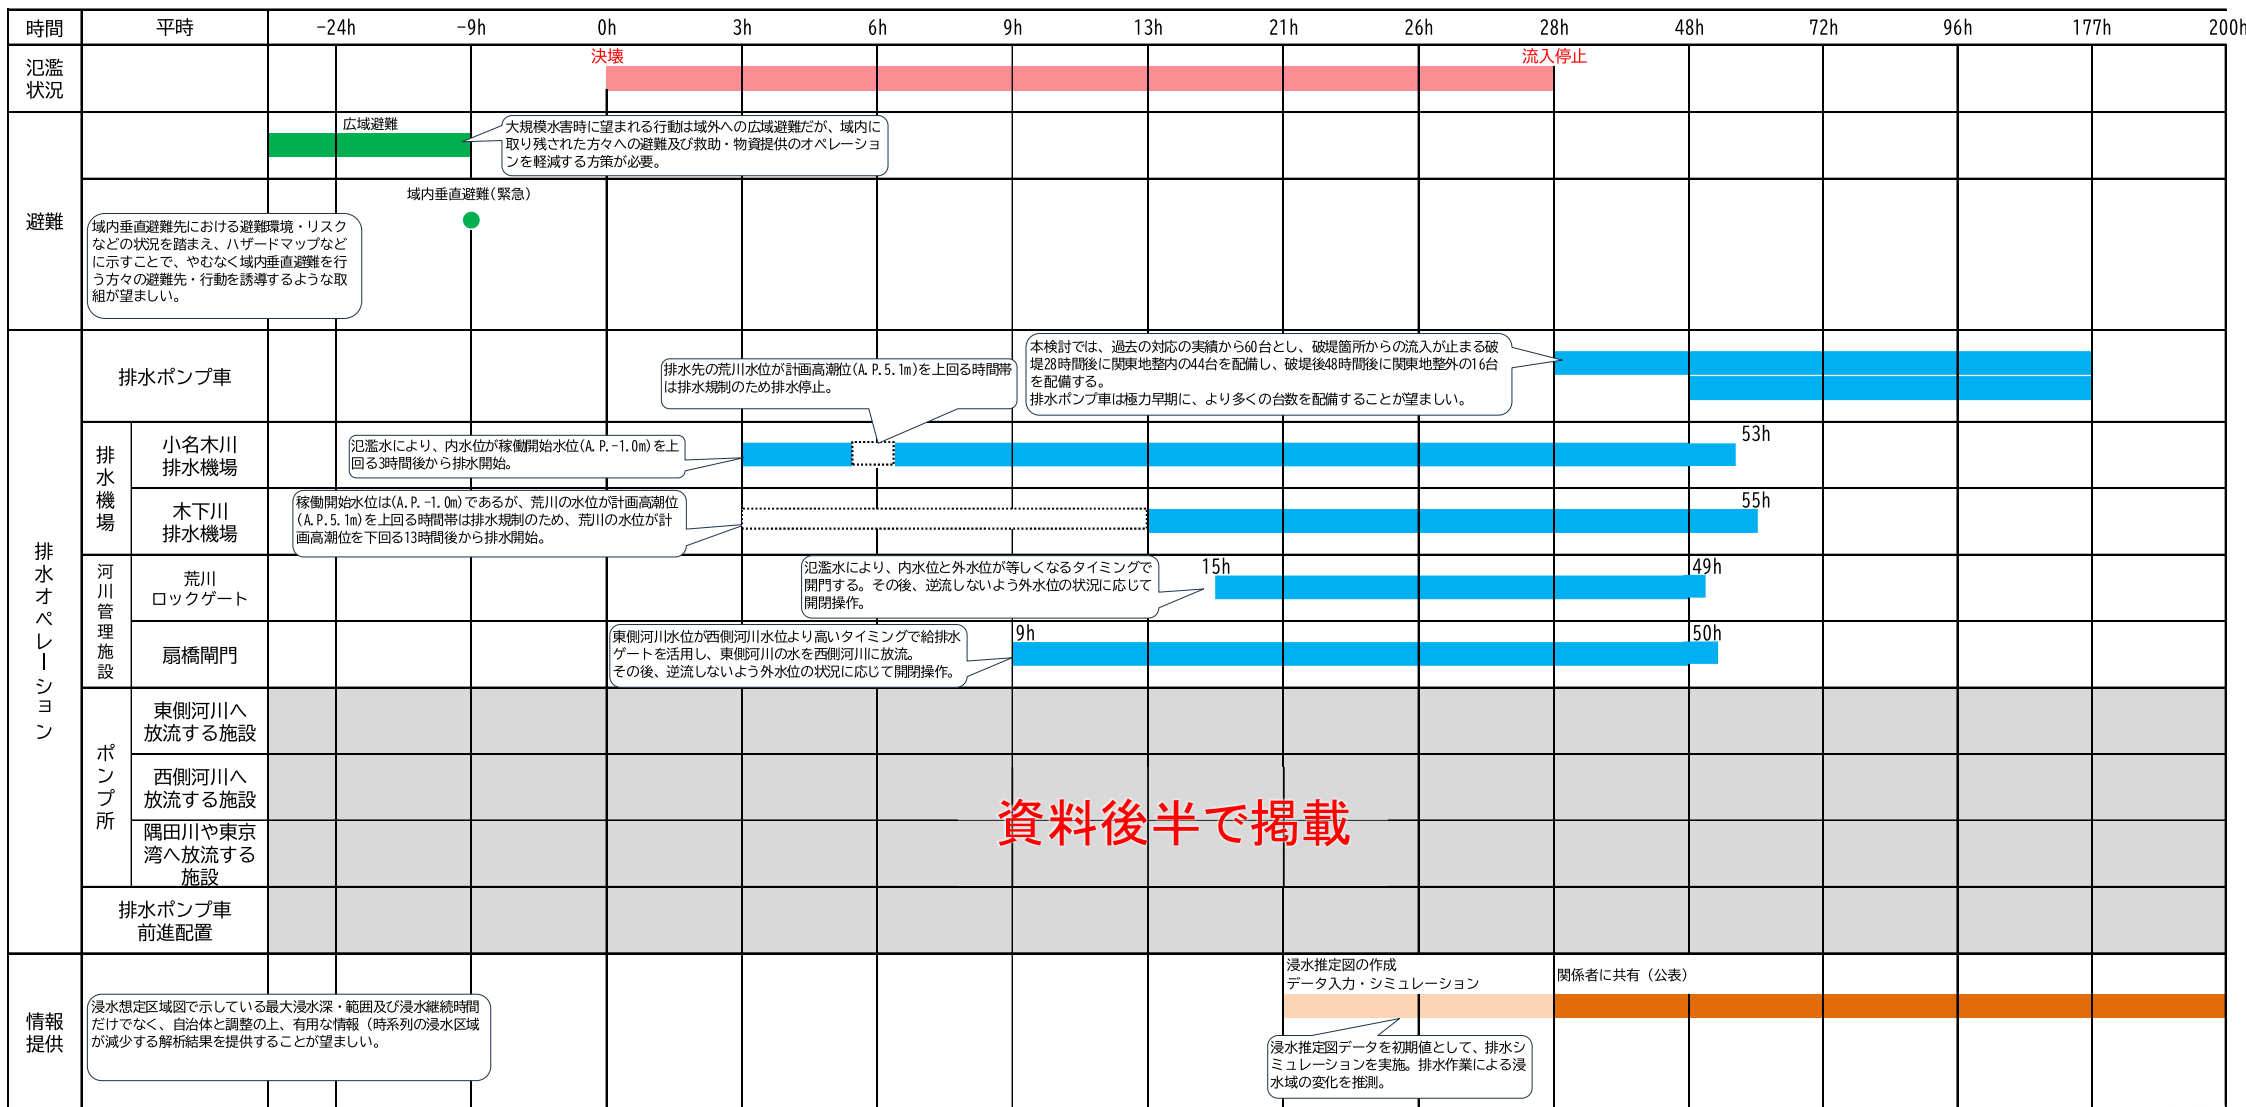 時間 平時 -24h -9h 0h 3h 6h 9h 13h 21h 26h 28h 48h 72h 96h 177h 200h
氾濫
状況
決壊
流入停止
避難
広域避難
大規模水害時に望まれる行動は域外への広域避難だが、域内に
取り残された方々への避難及び救助・物資提供のオペレーショ
ンを軽減する方策が必要。
域内垂直避難(緊急)
域内垂直避難先における避難環境・リスク
などの状況を踏まえ、ハザードマップなど
に示すことで、やむなく域内垂直避難を行
う方々の避難先・行動を誘導するような取
組が望ましい。
排水オペレーション
排水ポンプ車
排水先の荒川水位が計画高潮位(A.P.5.1m)を上回る時間帯
は排水規制のため排水停止。
本検討では、過去の対応の実績から60台とし、破堤箇所からの流入が止まる破
堤28時間後に関東地整内の44台を配備し、破堤後48時間後に関東地整外の16台
を配備する。
排水ポンプ車は極力早期に、より多くの台数を配備することが望ましい。
排水機場
小名木川
排水機場
氾濫水により、内水位が稼働開始水位(A.P.-1.0m)を上
回る3時間後から排水開始。
53h
木下川
排水機場
稼働開始水位は(A.P.-1.0m)であるが、荒川の水位が計画高潮位
(A.P.5.1m)を上回る時間帯は排水規制のため、荒川の水位が計
画高潮位を下回る13時間後から排水開始。
55h
河川管理施設
荒川
ロックゲート
氾濫水により、内水位と外水位が等しくなるタイミングで
開門する。その後、逆流しないよう外水位の状況に応じて
開閉操作。
15h
49h
扇橋閘門
東側河川水位が西側河川水位より高いタイミングで給排水
ゲートを活用し、東側河川の水を西側河川に放流。
その後、逆流しないよう外水位の状況に応じて開閉操作。
9h
50h
ポンプ所
東側河川へ
放流する施設
西側河川へ
放流する施設
隅田川や東京
湾へ放流する
施設
資料後半で掲載
排水ポンプ車
前進配置
情報
提供
浸水想定区域図で示している最大浸水深・範囲及び浸水継続時間
だけでなく、自治体と調整の上、有用な情報（時系列の浸水区域
が減少する解析結果を提供することが望ましい。
浸水推定図の作成
データ入力・シミュレーション
関係者に共有（公表）
浸水推定図データを初期値として、排水シ
ミュレーションを実施。排水作業による浸
水域の変化を推測。